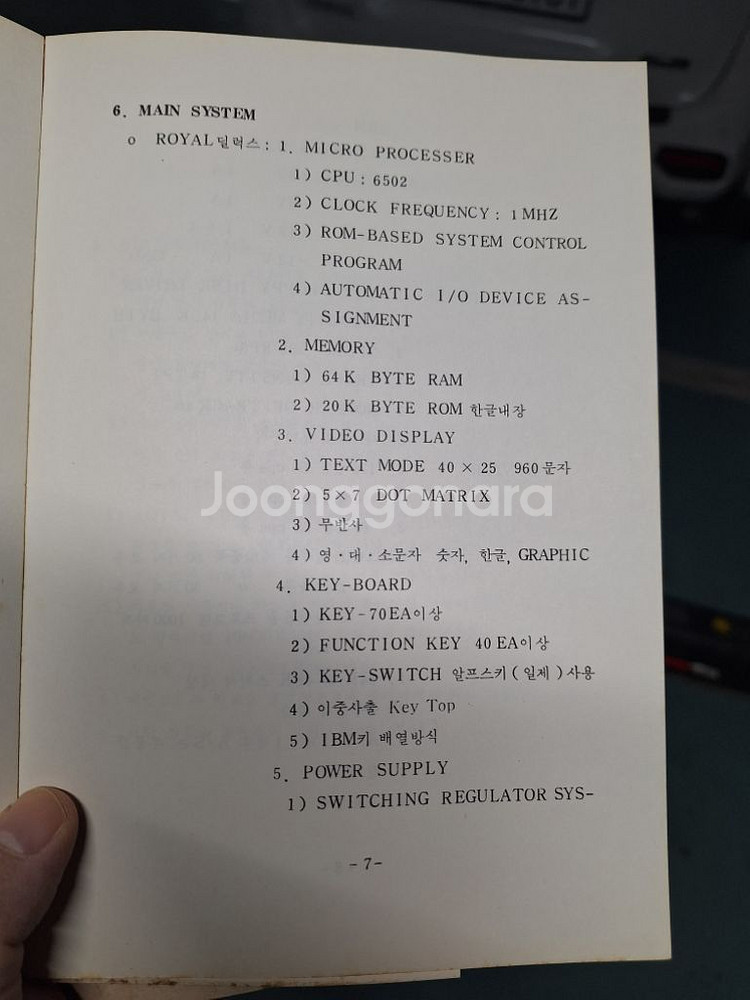 6. MAIN SYSTEM
o ROYAL딜럭스: 1. MICRO PROCESSER
1) CPU : 6502
2) CLOCK FREQUENCY : 1MHZ
3) ROM-BASED SYSTEM CONTROL
PROGRAM
4) AUTOMATIC I/O DEVICE AS-
SIGNMENT
2. MEMORY
1) 64K BYTE RAM
2) 20K BYTE ROM 한글내장
3. VIDEO DISPLAY
1) TEXT MODE 40 × 25 960문자
2) 5×7 DOT MATRIX
Joonggonara
3) 무반사
4) 영·대·소문자 숫자, 한글, GRAPHIC
4. KEY-BOARD
1) KEY-70EA이상
2) FUNCTION KEY 40EA이상
3) KEY-SWITCH 알프스키(일제)사용
4) 이중사출 Key Top
5) IBM키 배열방식
5. POWER SUPPLY
1) SWITCHING REGULATOR SYS-
-7-